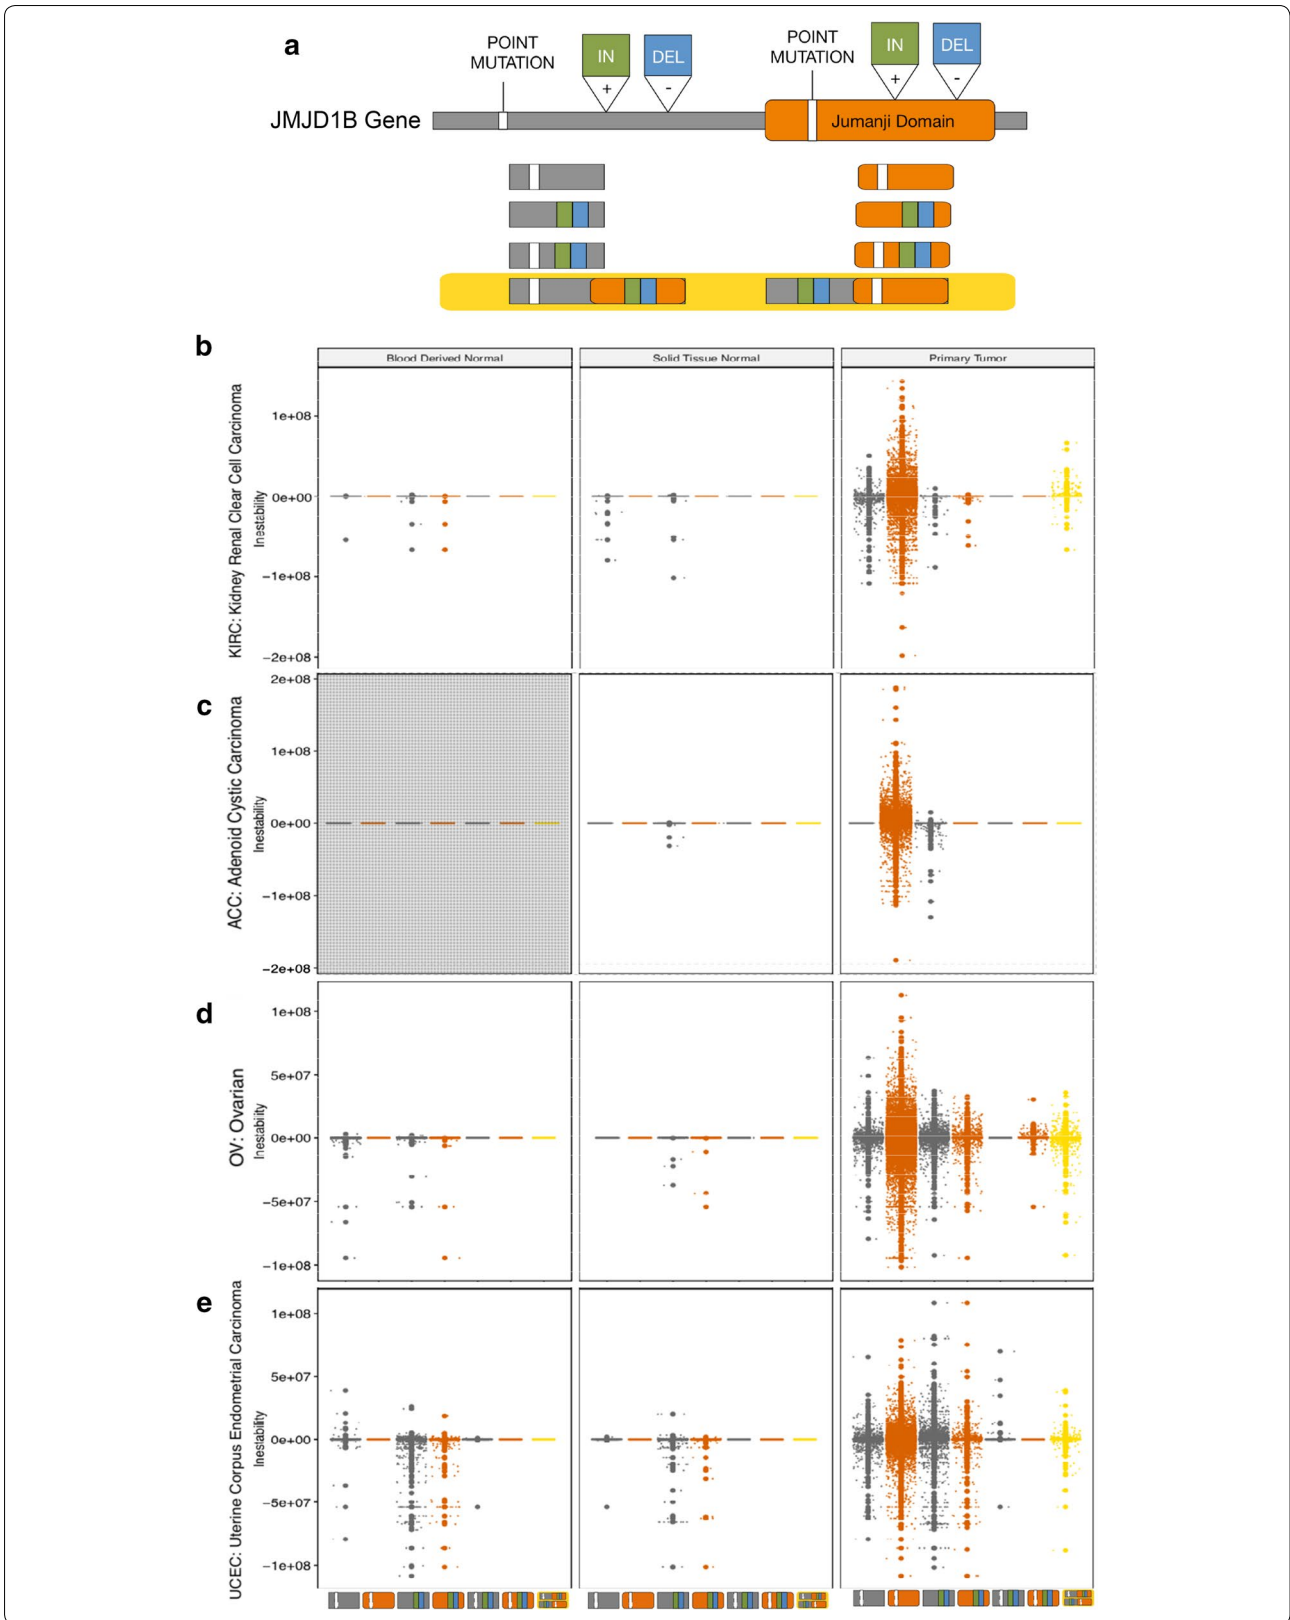 a
POINT MUTATION
IN
DEL
POINT MUTATION
IN
DEL
+
-
+
-
JMJD1B Gene
Jumanji Domain
b
Blood Derived Normal
Solid Tissue Normal
Primary Tumor
KIRC: Kidney Renal Clear Cell Carcinoma
Inestability
1e+08
0e+00
−1e+08
−2e+08
c
ACC: Adenoid Cystic Carcinoma
Inestability
2e+08
1e+08
0e+00
−1e+08
−2e+08
d
OV: Ovarian
Inestability
1e+08
5e+07
0e+00
−5e+07
−1e+08
e
UCEC: Uterine Corpus Endometrial Carcinoma
Inestability
1e+08
5e+07
0e+00
−5e+07
−1e+08